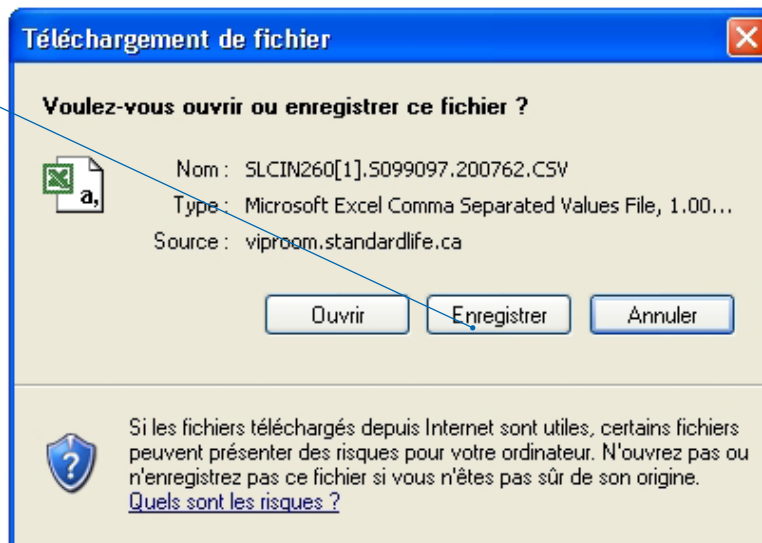 Téléchargement de fichier
Voulez-vous ouvrir ou enregistrer ce fichier ?
a,
Nom : SLCIN260[1].S099097.200762.CSV
Type : Microsoft Excel Comma Separated Values File, 1.00...
Source : viproom.standardlife.ca
Ouvrir Enregistrer Annuler
Si les fichiers téléchargés depuis Internet sont utiles, certains fichiers
peuvent présenter des risques pour votre ordinateur. N'ouvrez pas ou
n'enregistrez pas ce fichier si vous n'êtes pas sûr de son origine.
Quels sont les risques ?